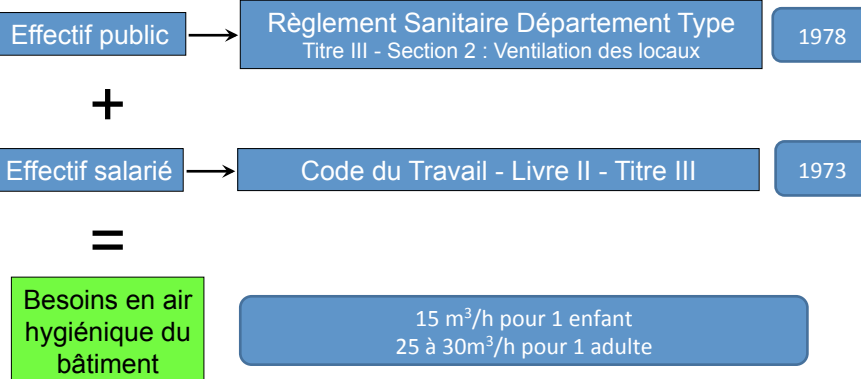 Effectif public
Règlement Sanitaire Département Type
Titre III - Section 2 : Ventilation des locaux
1978
+
Effectif salarié
Code du Travail - Livre II - Titre III
1973
=
Besoins en air
hygiénique du
bâtiment
15 m³/h pour 1 enfant
25 à 30m³/h pour 1 adulte